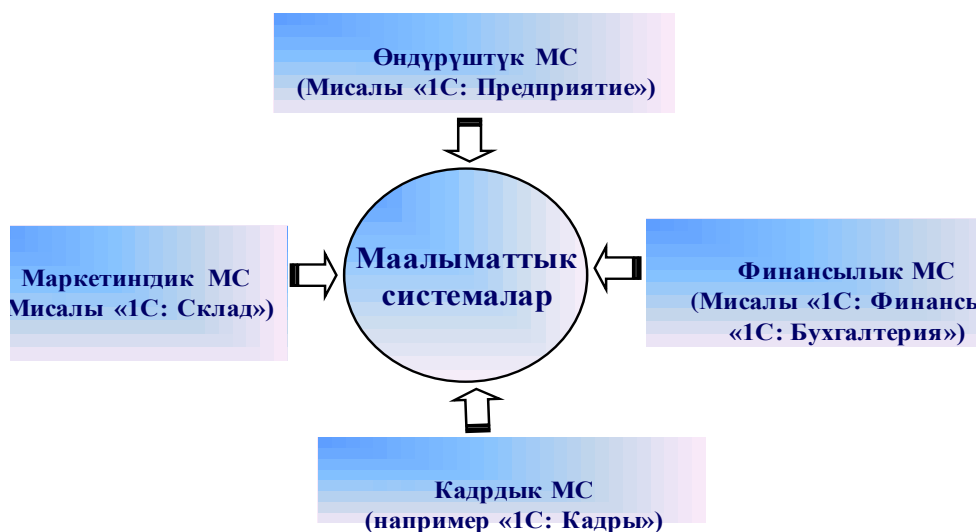 Өндүрүштүк МС
(Мисалы «1С: Предприятие»)
Маркетингдик МС
Мисалы «1С: Склад»)
Маалыматтык
системалар
Финансылык МС
(Мисалы «1С: Финансы
«1С: Бухгалтерия»)
Кадрдык МС
(например «1С: Кадры»)